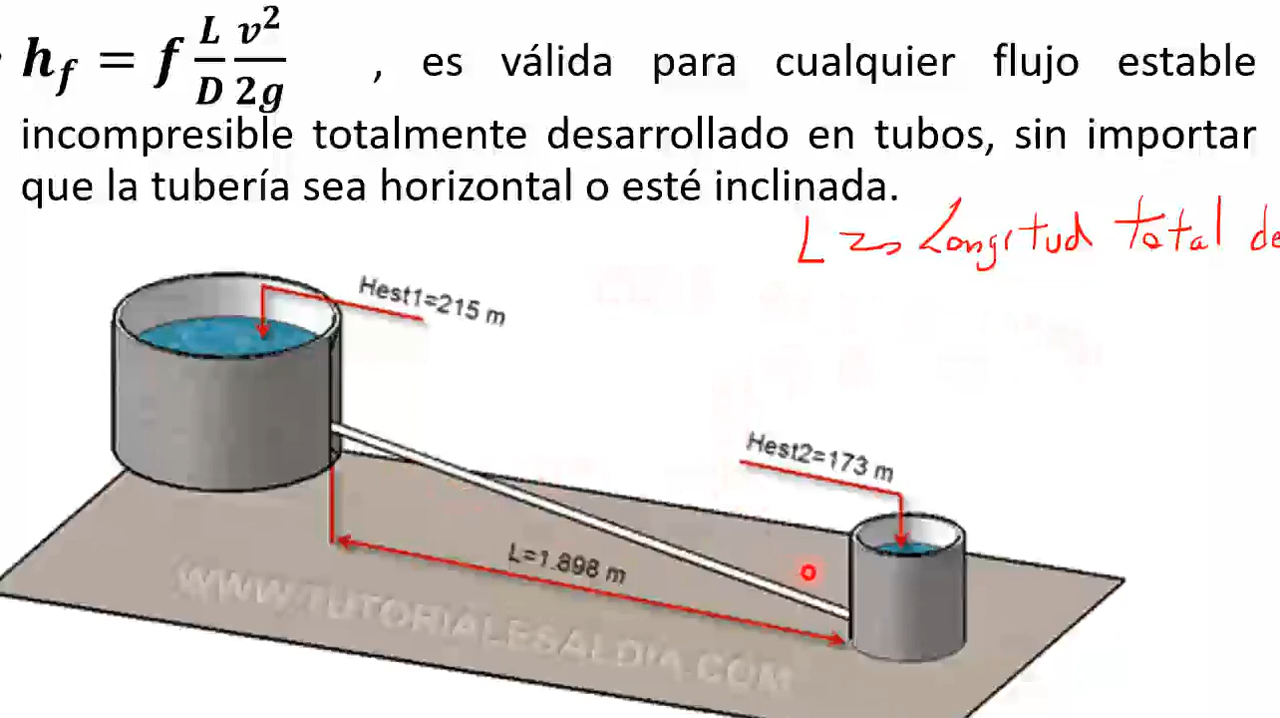 h_f = f L/D v²/2g , es válida para cualquier flujo estable
incompresible totalmente desarrollado en tubos, sin importar
que la tubería sea horizontal o esté inclinada.
L => Longitud total de
Hest1=215 m
Hest2=173 m
L=1.898 m
WWW.TUTORIALESALDIA.COM